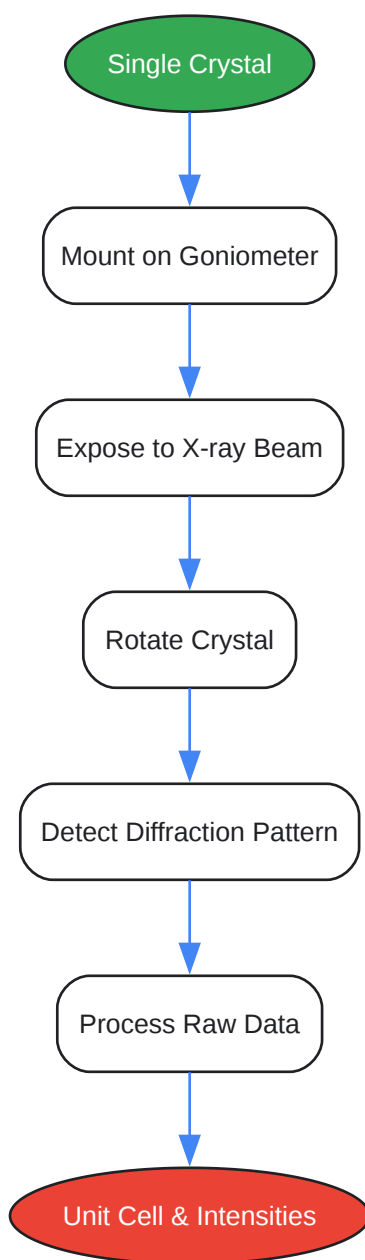 Single Crystal
Mount on Goniometer
Expose to X-ray Beam
Rotate Crystal
Detect Diffraction Pattern
Process Raw Data
Unit Cell & Intensities